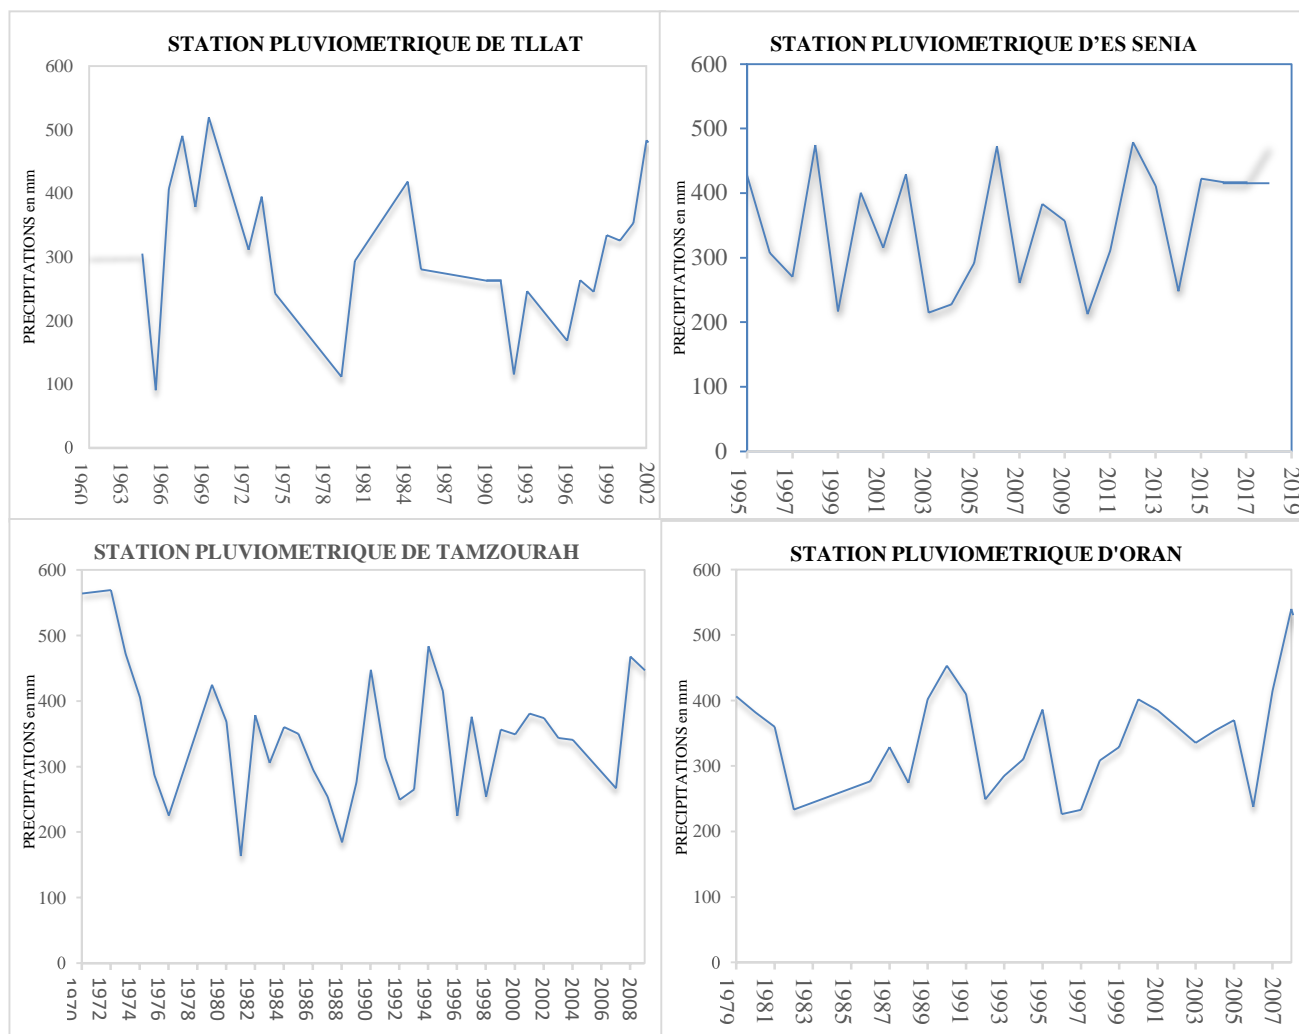 STATION PLUVIOMETRIQUE DE TLLAT
PRECIPITATIONS en mm
600
500
400
300
200
100
0
1960 1963 1966 1969 1972 1975 1978 1981 1984 1987 1990 1993 1996 1999 2002
STATION PLUVIOMETRIQUE D’ES SENIA
PRECIPITATIONS en mm
600
500
400
300
200
100
0
1995 1997 1999 2001 2003 2005 2007 2009 2011 2013 2015 2017 2019
STATION PLUVIOMETRIQUE DE TAMZOURAH
PRECIPITATIONS en mm
600
500
400
300
200
100
0
1970 1972 1974 1976 1978 1980 1982 1984 1986 1988 1990 1992 1994 1996 1998 2000 2002 2004 2006 2008
STATION PLUVIOMETRIQUE D'ORAN
PRECIPITATIONS en mm
600
500
400
300
200
100
0
1979 1981 1983 1985 1987 1989 1991 1993 1995 1997 1999 2001 2003 2005 2007